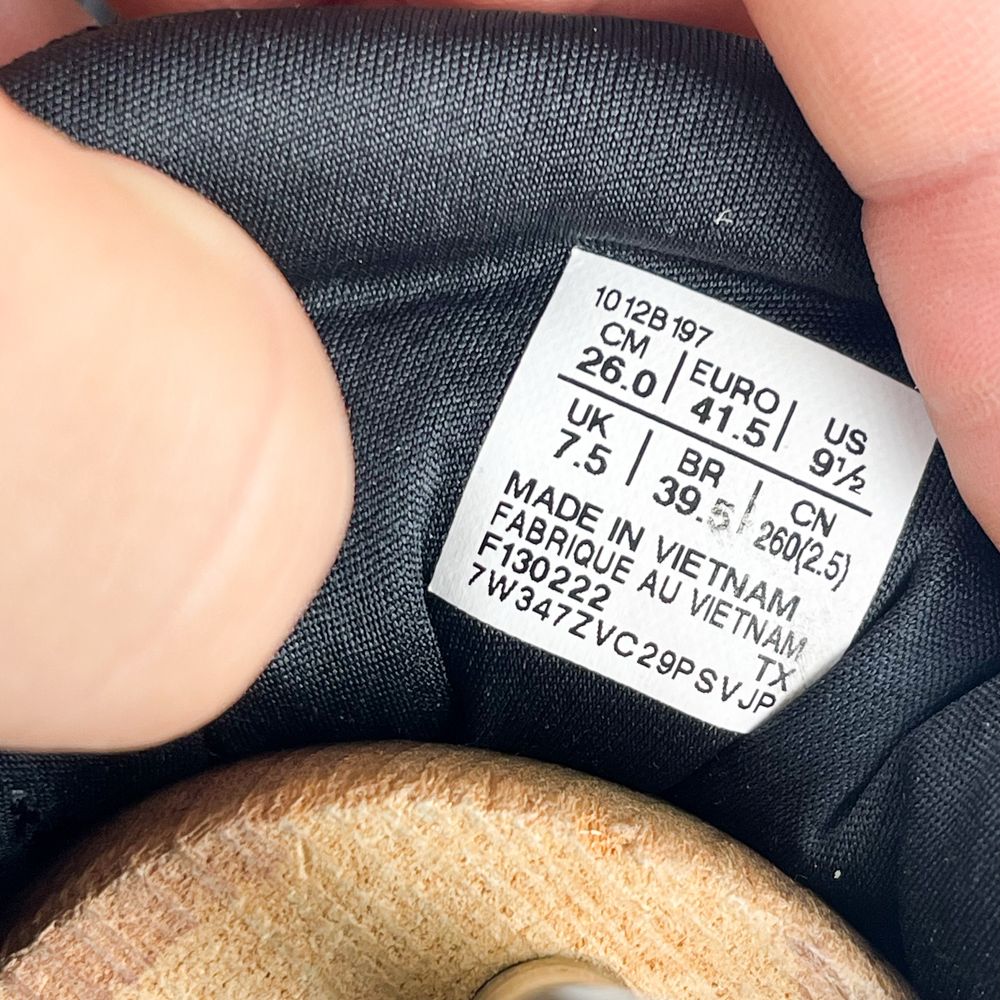 1012B197
CM | EURO | US
26.0 | 41.5 | 9½
UK | BR | CN
7.5 | 39.5 | 260(2.5)
MADE IN VIETNAM
FABRIQUE AU VIETNAM
F130222 TX
7W347ZVC29PSVJP